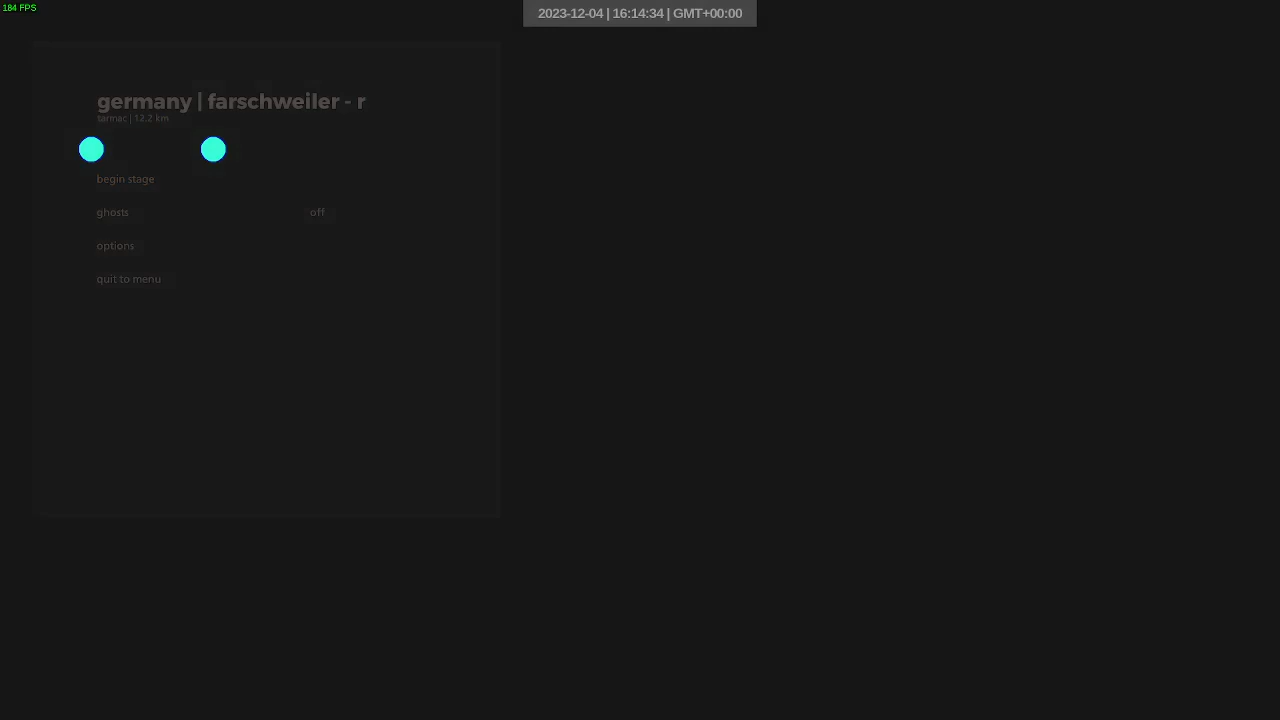 184 FPS
2023-12-04 | 16:14:34 | GMT+00:00
germany | farschweiler - r
tarmac | 12.2 km
begin stage
ghosts off
options
quit to menu